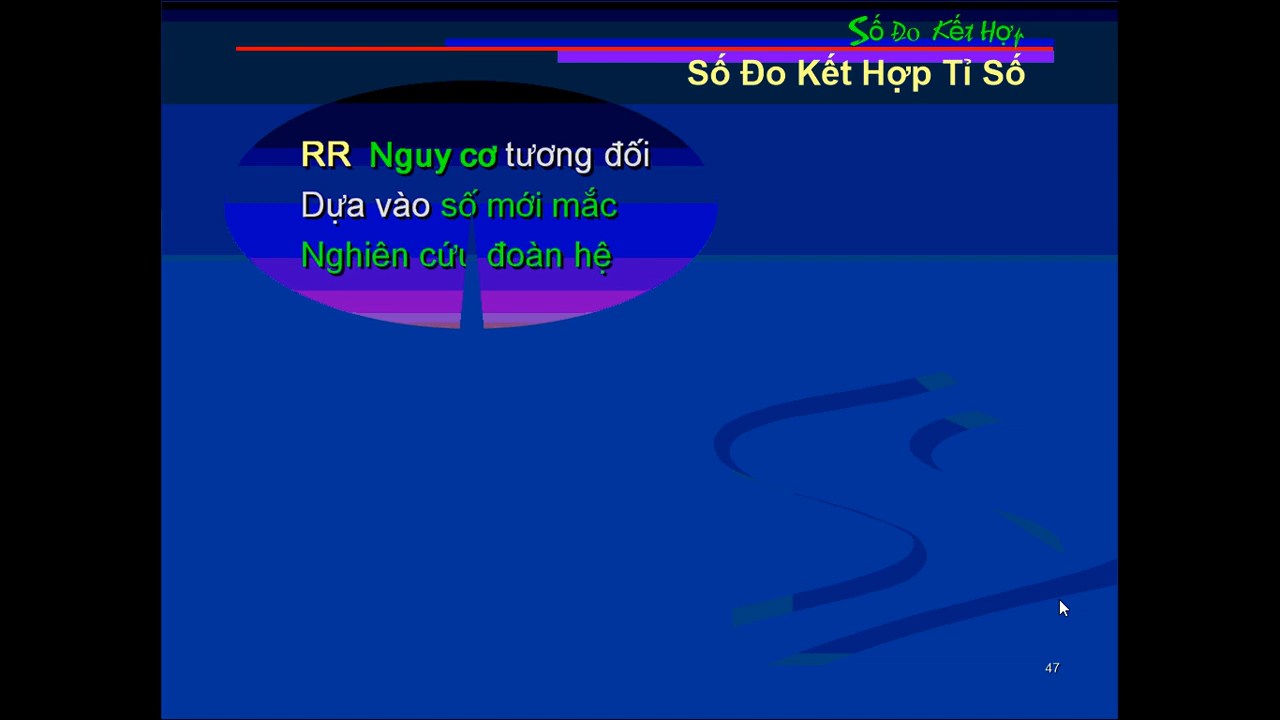 Số Đo Kết Hợp
Số Đo Kết Hợp Tỉ Số
RR Nguy cơ tương đối
Dựa vào số mới mắc
Nghiên cứu đoàn hệ
47